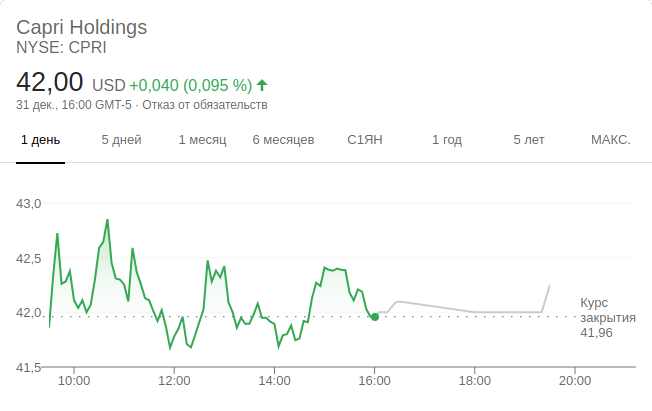 Capri Holdings
NYSE: CPRI
42,00 USD +0,040 (0,095 %)
31 дек., 16:00 GMT-5 · Отказ от обязательств
1 день 5 дней 1 месяц 6 месяцев С1ЯН 1 год 5 лет МАКС.
43,0
42,5
42,0
41,5
Курс
закрытия
41,96
10:00 12:00 14:00 16:00 18:00 20:00